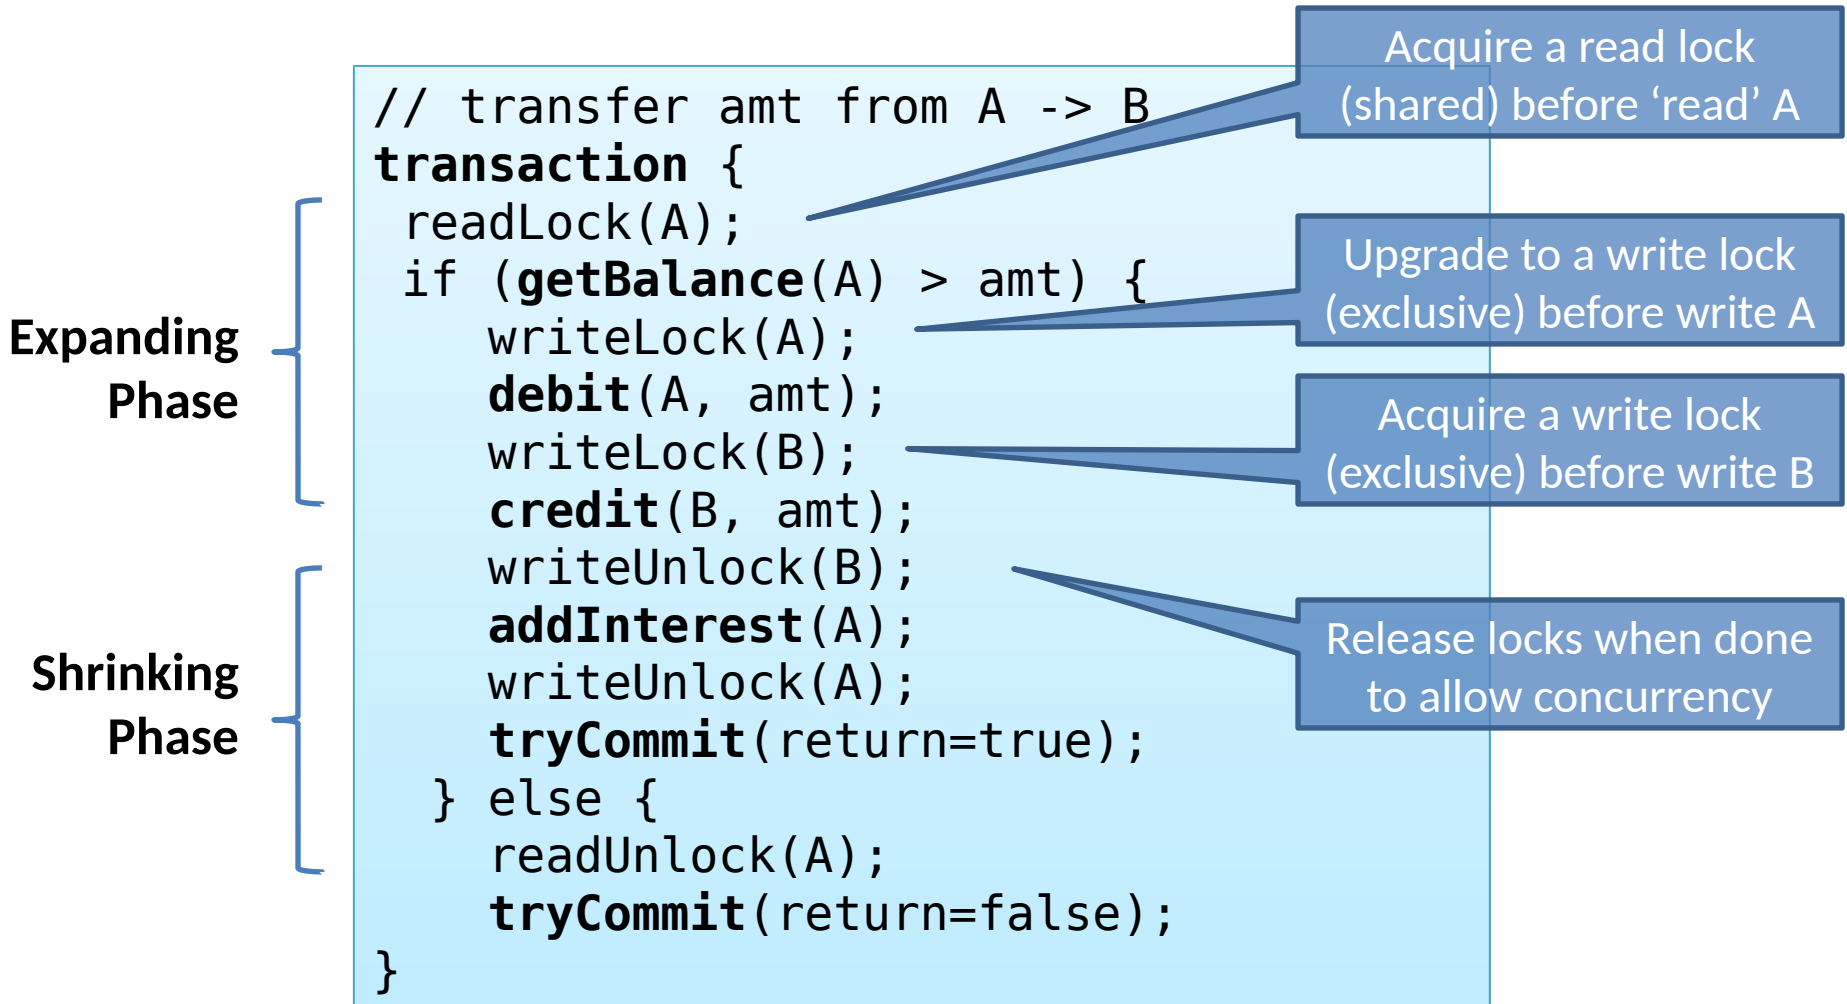 // transfer amt from A -> B
transaction {
readLock(A);
if (getBalance(A) > amt) {
writeLock(A);
debit(A, amt);
writeLock(B);
credit(B, amt);
writeUnlock(B);
addInterest(A);
writeUnlock(A);
tryCommit(return=true);
} else {
readUnlock(A);
tryCommit(return=false);
}
Expanding
Phase
Shrinking
Phase
Acquire a read lock
(shared) before ‘read’ A
Upgrade to a write lock
(exclusive) before write A
Acquire a write lock
(exclusive) before write B
Release locks when done
to allow concurrency